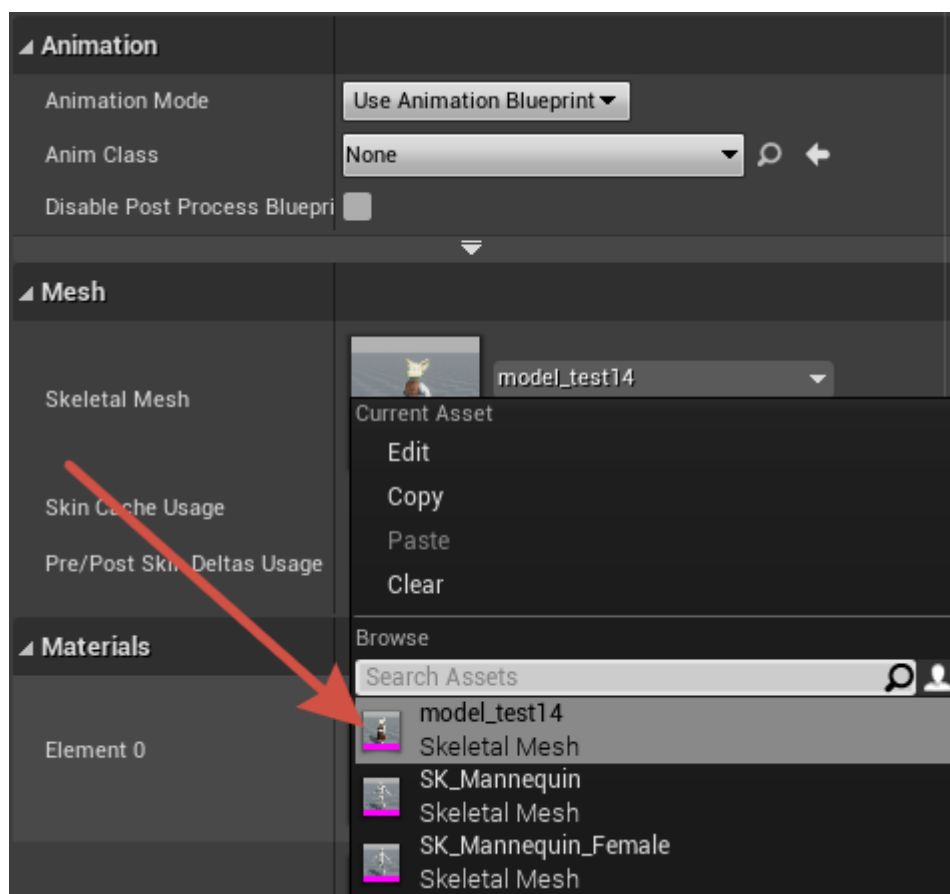 Animation
Animation Mode Use Animation Blueprint
Anim Class None
Disable Post Process Bluepri
Mesh
Skeletal Mesh model_test14
Current Asset
Edit
Skin Cache Usage Copy
Paste
Pre/Post Skin Deltas Usage
Clear
Materials Browse
Search Assets
model_test14
Element 0 Skeletal Mesh
SK_Mannequin
Skeletal Mesh
SK_Mannequin_Female
Skeletal Mesh